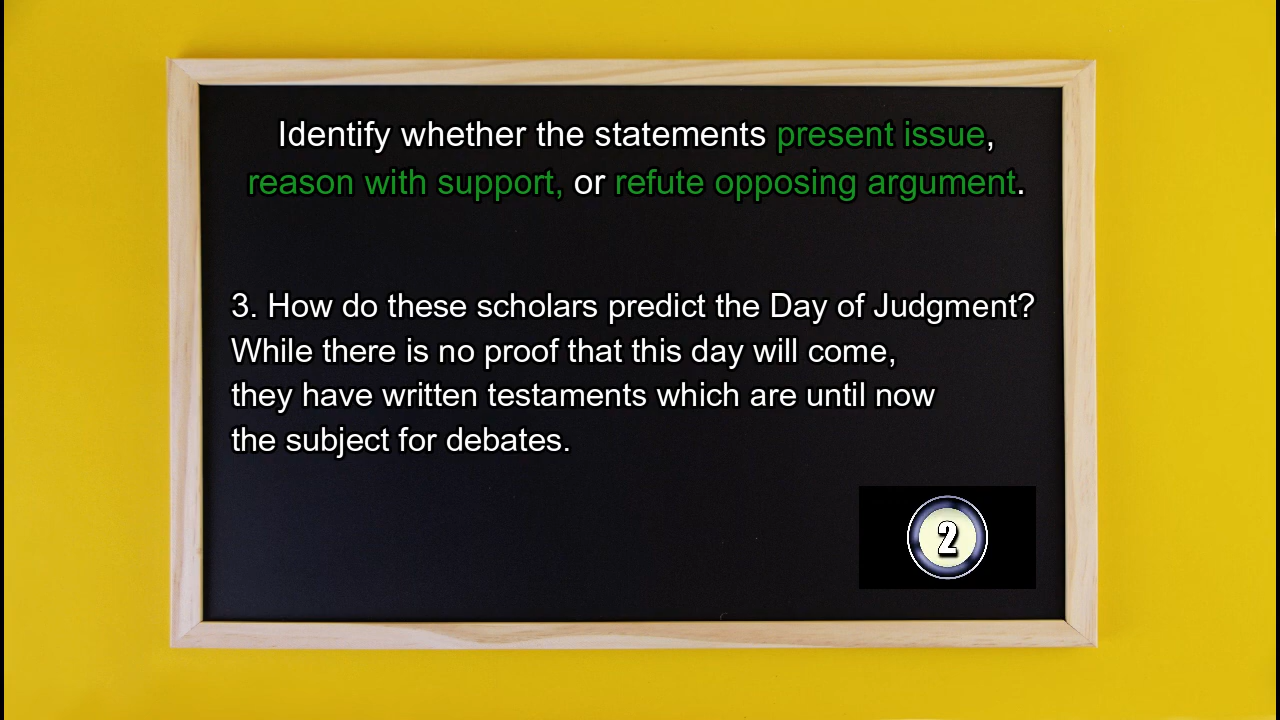 Identify whether the statements present issue,
reason with support, or refute opposing argument.
3. How do these scholars predict the Day of Judgment?
While there is no proof that this day will come,
they have written testaments which are until now
the subject for debates.
2